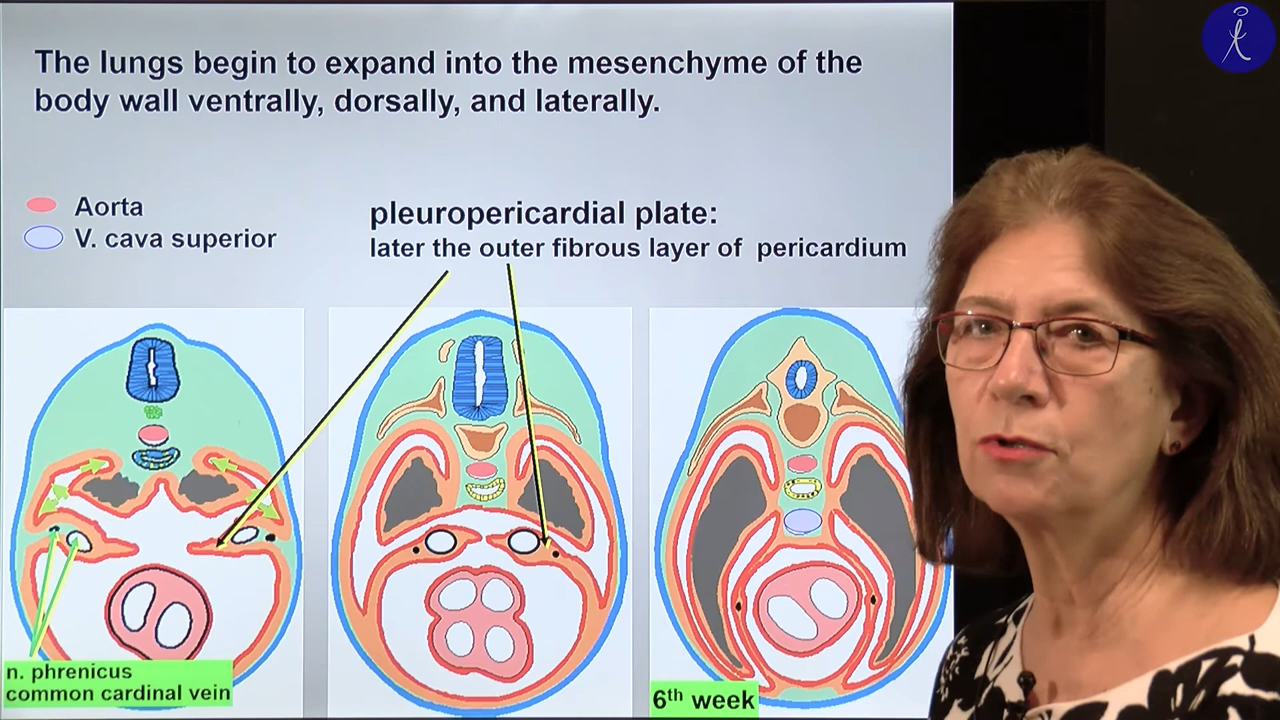 The lungs begin to expand into the mesenchyme of the
body wall ventrally, dorsally, and laterally.
Aorta
V. cava superior
pleuropericardial plate:
later the outer fibrous layer of pericardium
n. phrenicus
common cardinal vein
6th week